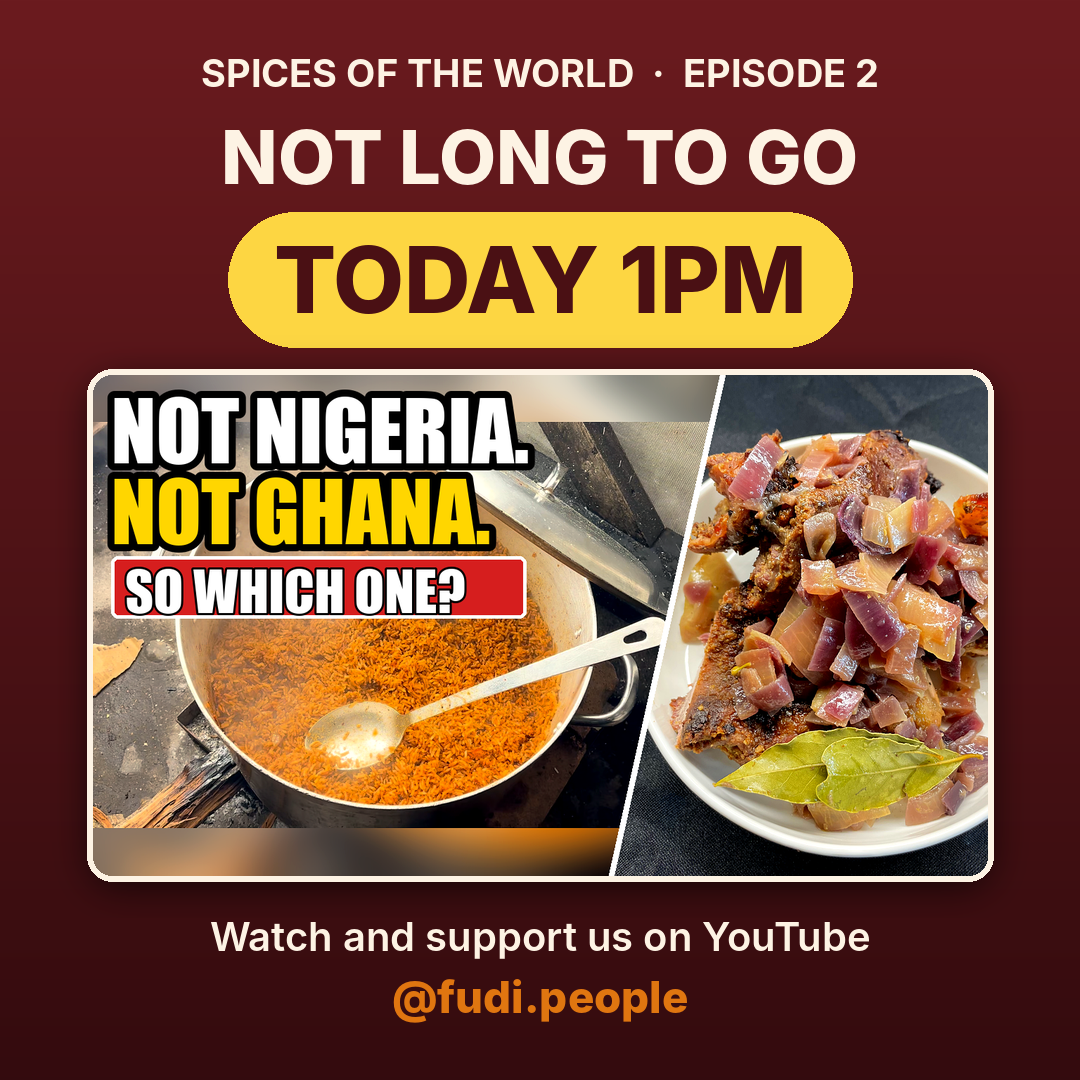 SPICES OF THE WORLD · EPISODE 2
NOT LONG TO GO
TODAY 1PM
NOT NIGERIA.
NOT GHANA.
SO WHICH ONE?
Watch and support us on YouTube
@fudi.people